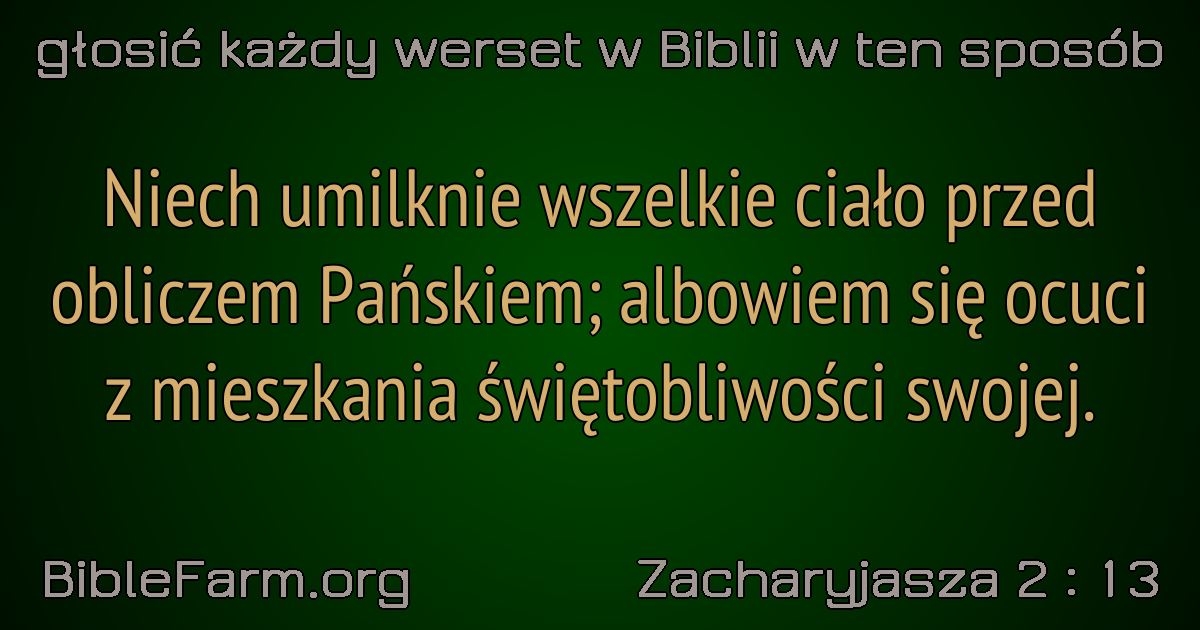 głosić każdy werset w Biblii w ten sposób
Niech umilknie wszelkie ciało przed
obliczem Pańskiem; albowiem się ocuci
z mieszkania świętobliwości swojej.
BibleFarm.org
Zacharyjasza 2 : 13